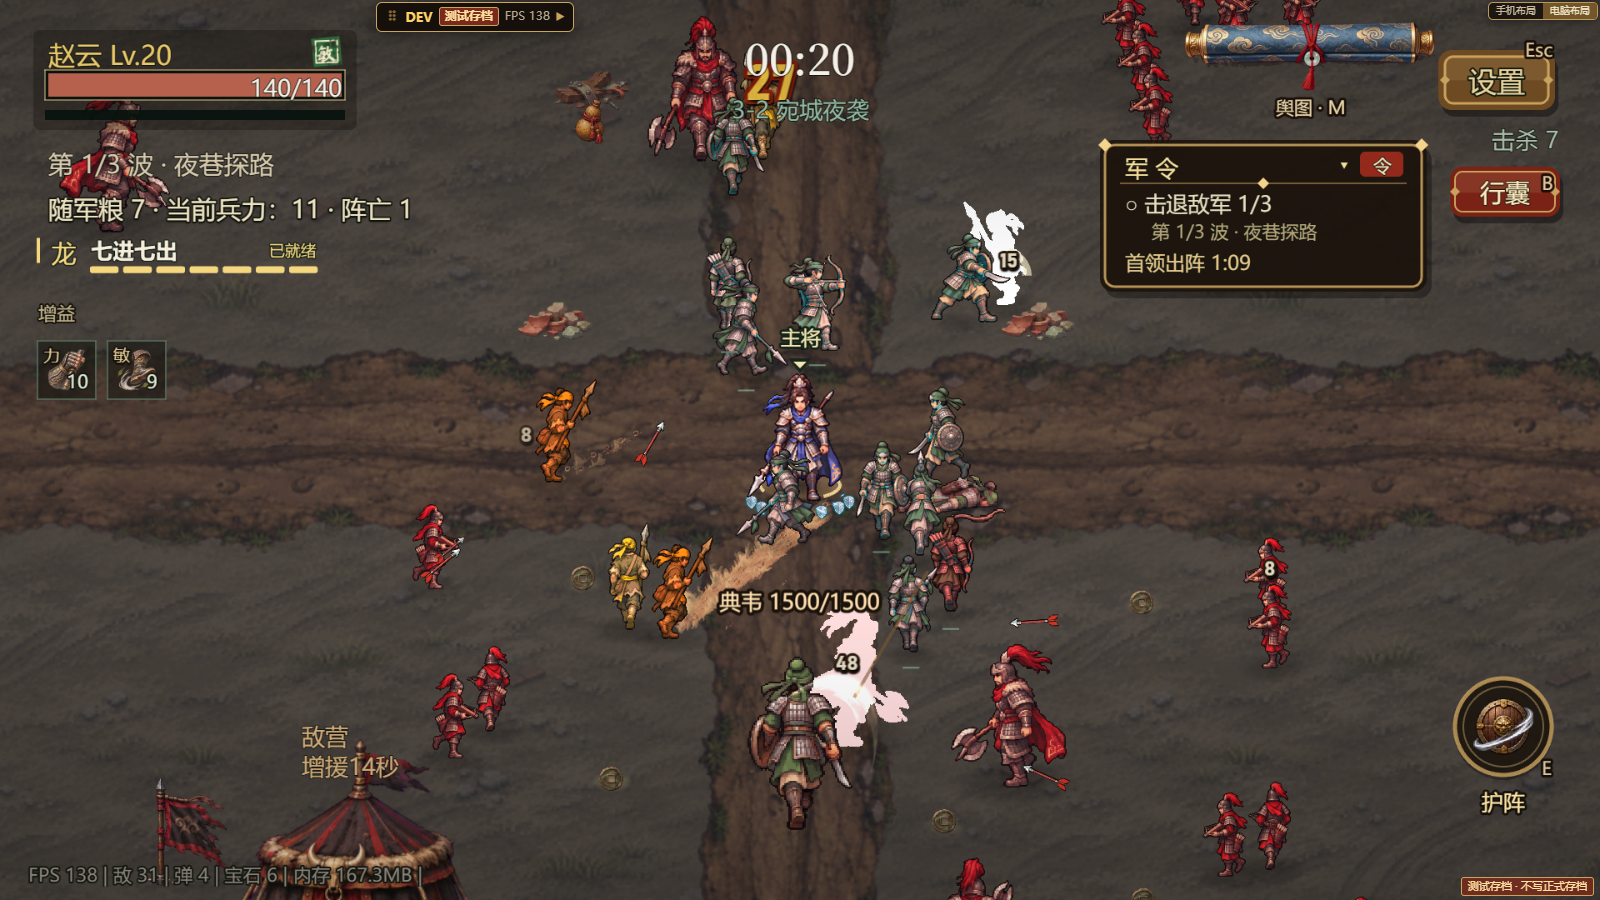 DEV 测试存档 FPS 138
手机布局 电脑布局
赵云 Lv.20
敏
140/140
00:20
27
3-2 宛城夜袭
Esc
设置
舆图 · M
击杀 7
行囊 B
第 1/3 波 · 夜巷探路
随军粮 7 · 当前兵力：11 · 阵亡 1
龙 七进七出 已就绪
增益
力 10
敏 9
军令 令
击退敌军 1/3
第 1/3 波 · 夜巷探路
首领出阵 1:09
15
主将
8
典韦 1500/1500
48
8
敌营
增援14秒
E
护阵
FPS 138 | 敌 31 | 弹 4 | 宝石 6 | 内存 167.3MB |
测试存档 · 不写正式存档